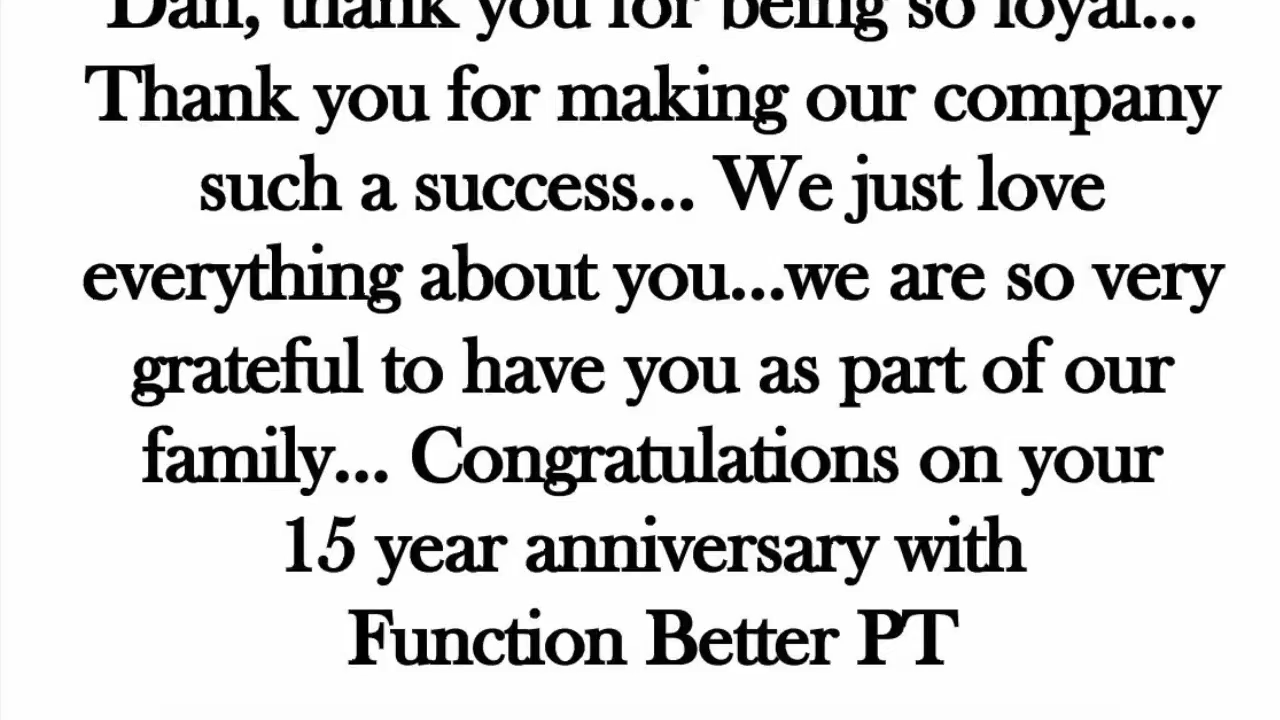 Dan, thank you for being so loyal...
Thank you for making our company
such a success... We just love
everything about you...we are so very
grateful to have you as part of our
family... Congratulations on your
15 year anniversary with
Function Better PT